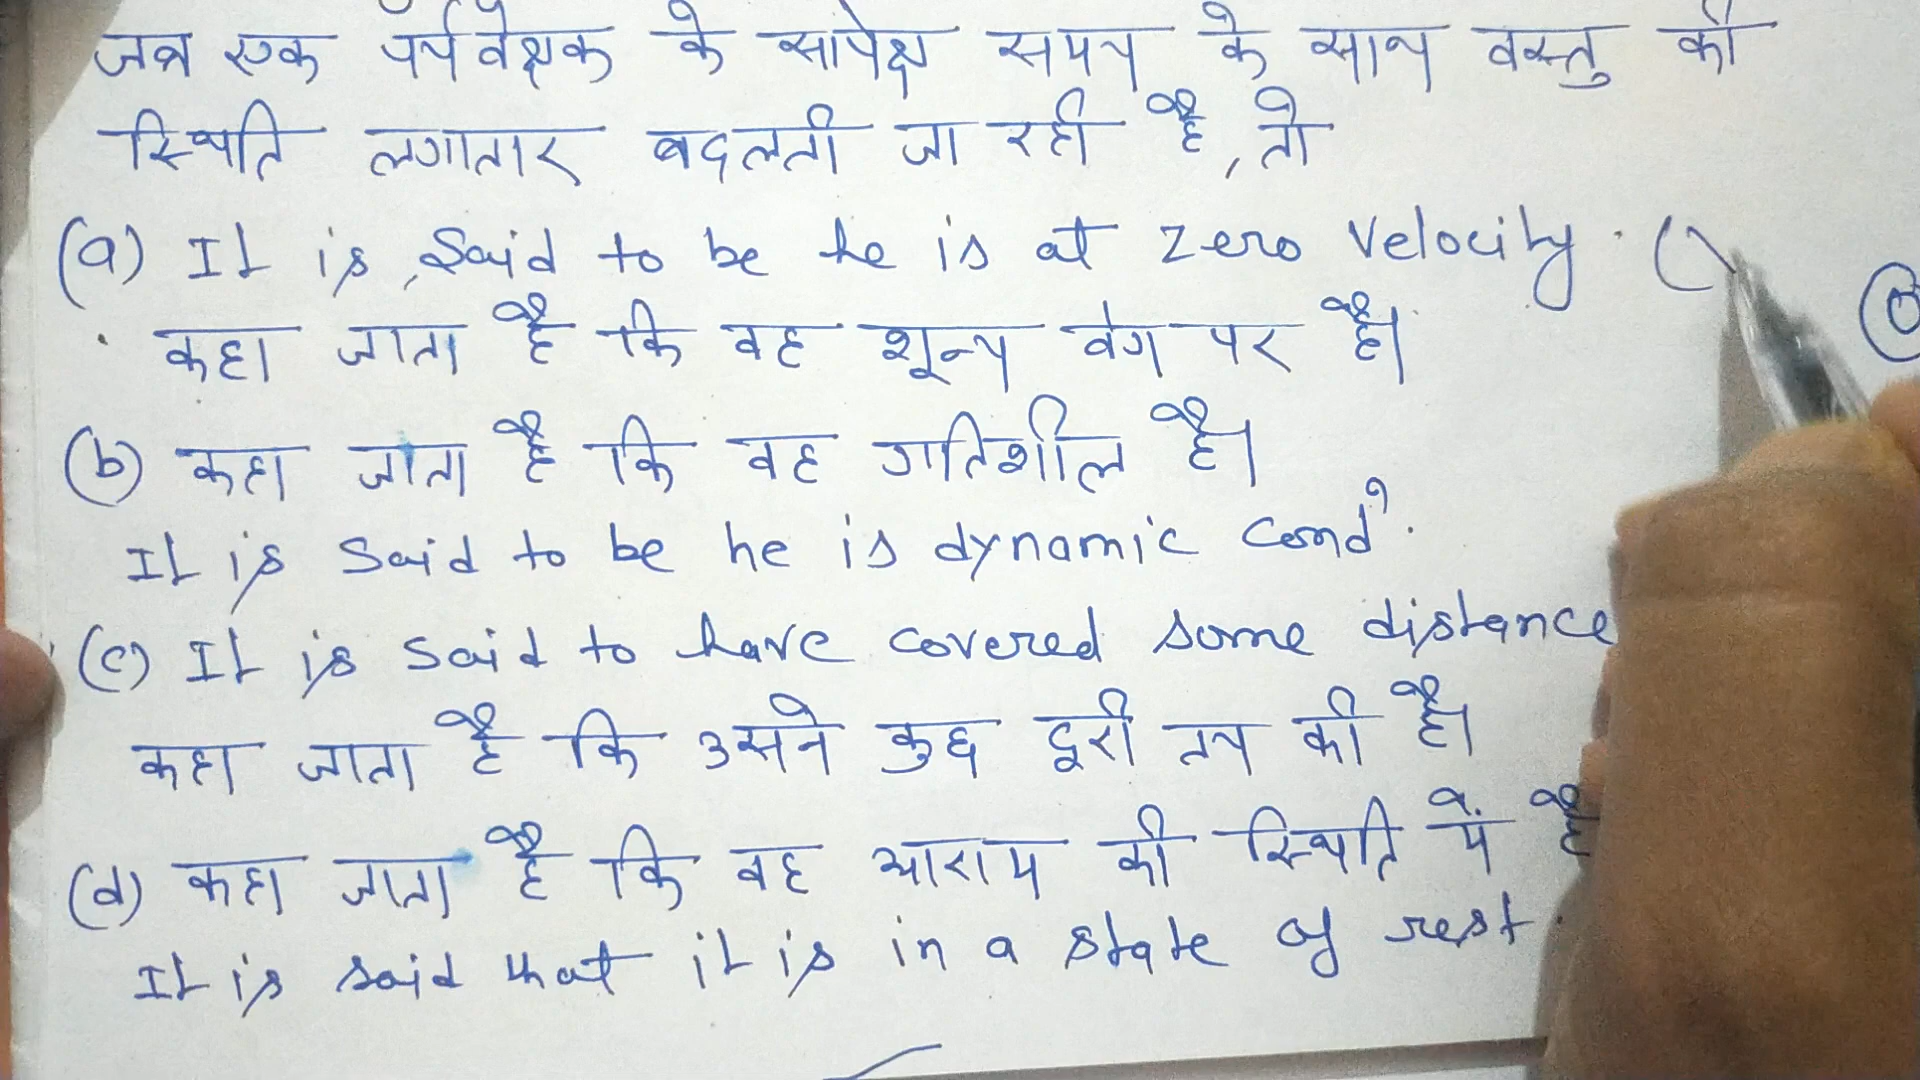 जब एक पर्यवेक्षक के सापेक्ष समय के साथ वस्तु की
स्थिति लगातार बदलती जा रही है, तो
(a) It is said to be he is at zero velocity. (
कहा जाता है कि वह शून्य वेग पर है।
(b) कहा जाता है कि वह गतिशील है।
It is said to be he is dynamic condn.
(c) It is said to have covered some distance
कहा जाता है कि उसने कुछ दूरी तय की है।
(d) कहा जाता है कि वह आराम की स्थिति में है
It is said that it is in a state of rest.